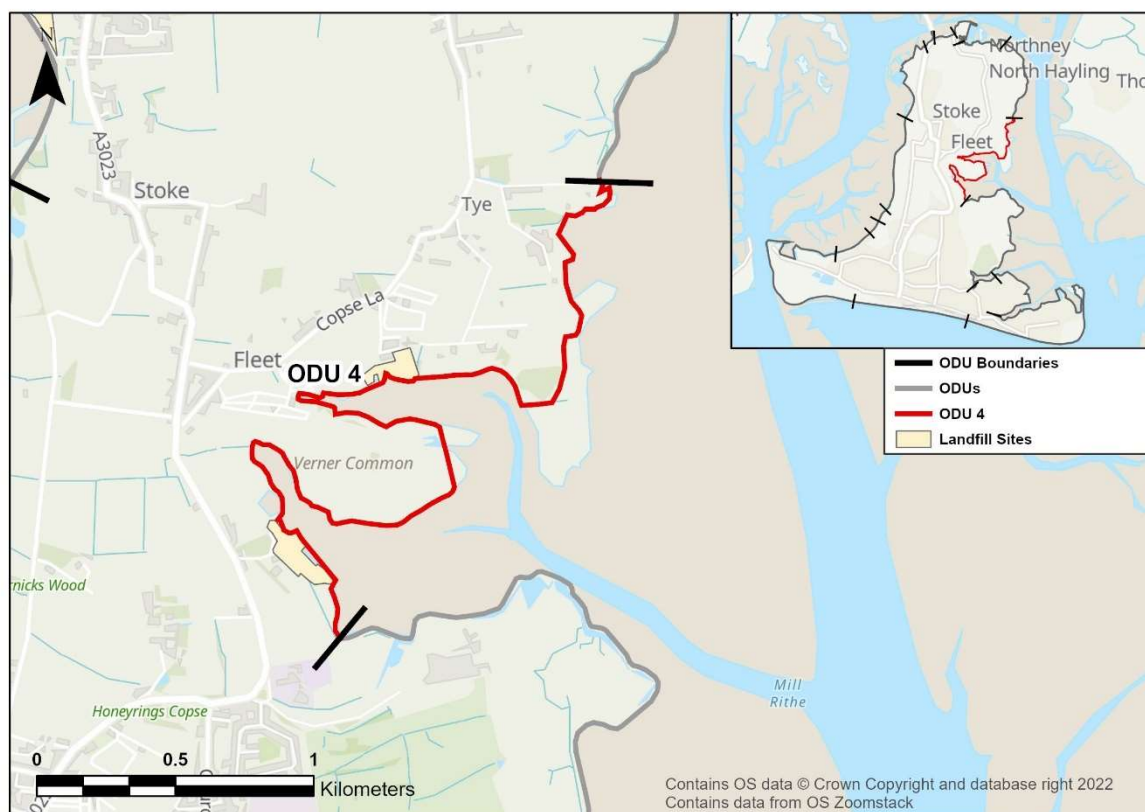 A3023
Stoke
Tye
Copse La
Fleet
ODU 4
Verner Common
Honeyrings Copse
Mill
Rithe
0
0.5
1
Kilometers
Northney
North Hayling
Stoke
Fleet
ODU Boundaries
ODUs
ODU 4
Landfill Sites
Contains OS data © Crown Copyright and database right 2022
Contains data from OS Zoomstack